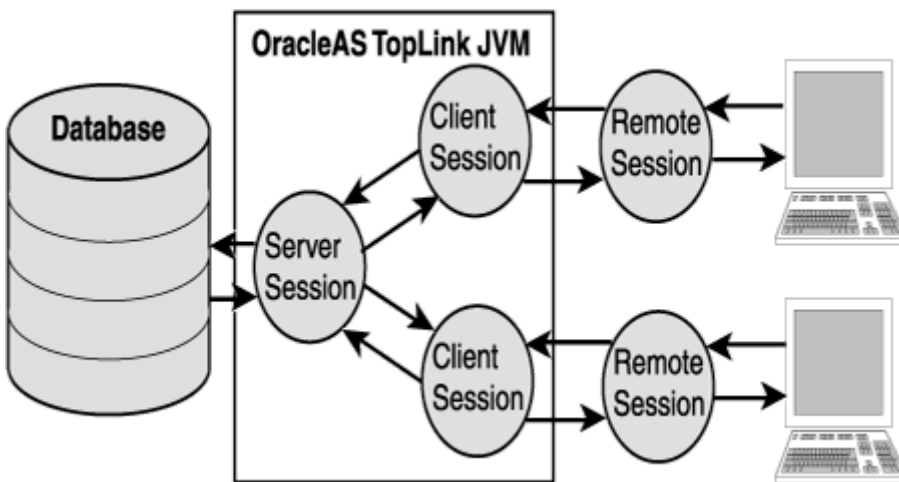 OracleAS TopLink JVM
Database
Client
Session
Remote
Session
Server
Session
Client
Session
Remote
Session